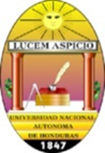 LUCEM ASPICIO
UNIVERSIDAD NACIONAL
AUTONOMA
DE HONDURAS
1847